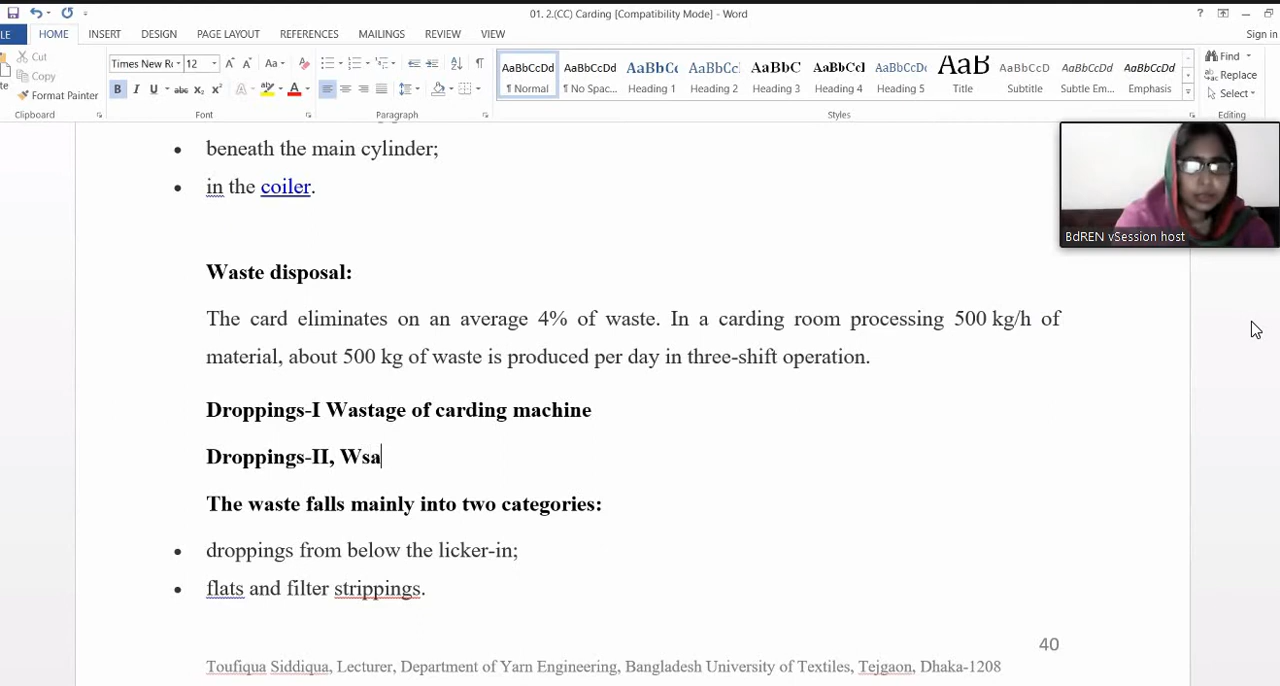 01. 2.(CC) Carding [Compatibility Mode] - Word
HOME INSERT DESIGN PAGE LAYOUT REFERENCES MAILINGS REVIEW VIEW
Sign in
Cut
Copy
Format Painter
Clipboard
Times New R
12
Font
Paragraph
AaBbCcDd AaBbCcDd AaBbC AaBbCc AaBbC AaBbCcI AaBbCcDc AaB AaBbCcD AaBbCcDd AaBbCcDd
¶ Normal ¶ No Spac... Heading 1 Heading 2 Heading 3 Heading 4 Heading 5 Title Subtitle Subtle Em... Emphasis
Styles
Find
Replace
Select
Editing
• beneath the main cylinder;
• in the coiler.
BdREN vSession host
Waste disposal:
The card eliminates on an average 4% of waste. In a carding room processing 500 kg/h of
material, about 500 kg of waste is produced per day in three-shift operation.
Droppings-I Wastage of carding machine
Droppings-II, Wsa
The waste falls mainly into two categories:
• droppings from below the licker-in;
• flats and filter strippings.
40
Toufiqua Siddiqua, Lecturer, Department of Yarn Engineering, Bangladesh University of Textiles, Tejgaon, Dhaka-1208